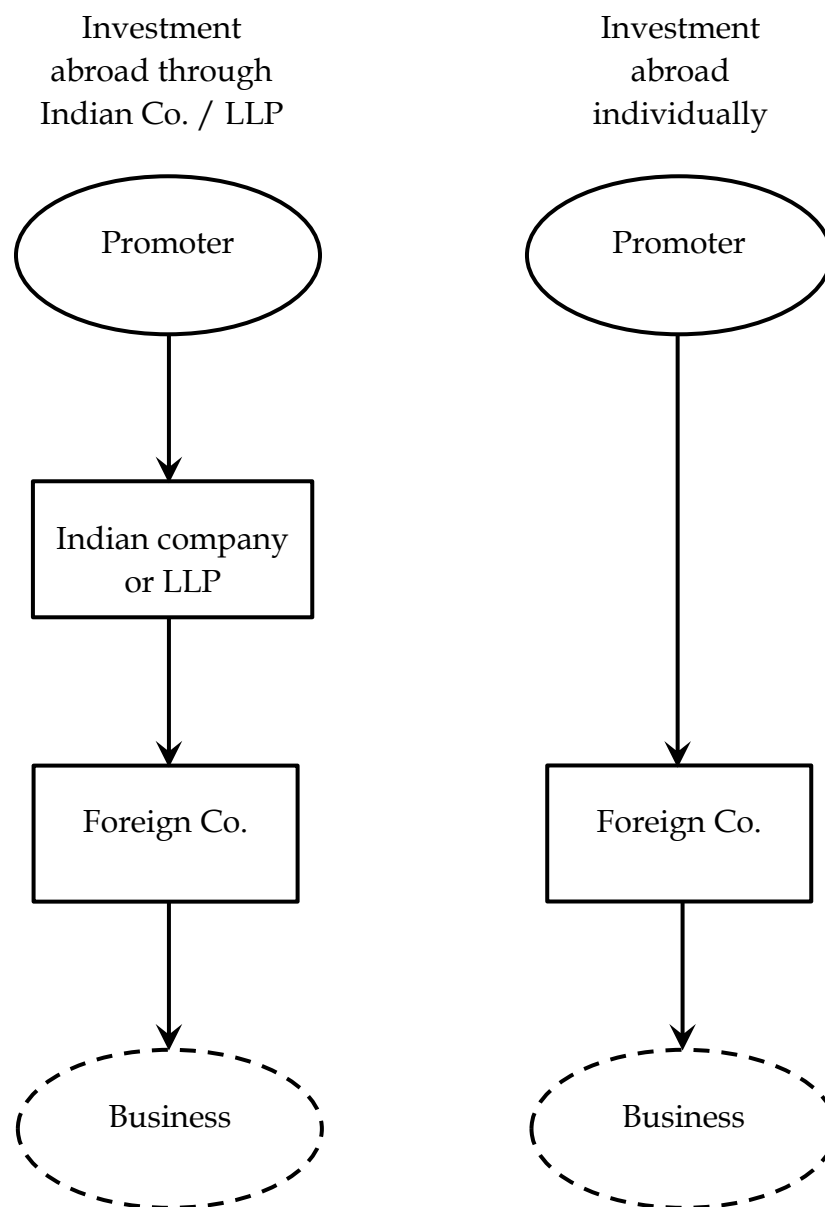 Investment
abroad through
Indian Co. / LLP
Promoter
Indian company
or LLP
Foreign Co.
Business
Investment
abroad
individually
Promoter
Foreign Co.
Business